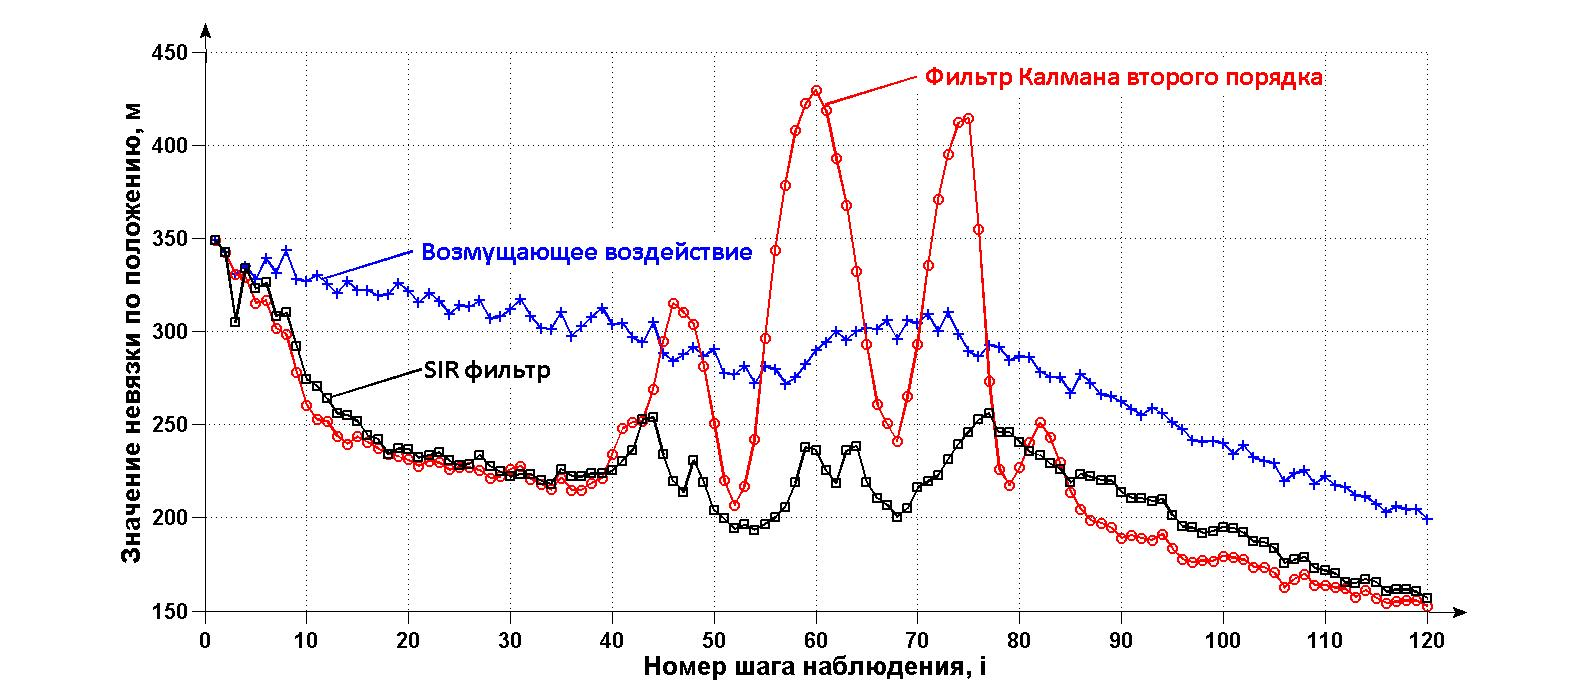 450
Фильтр Калмана второго порядка
400
350
Возмущающее воздействие
300
SIR фильтр
250
200
150
Значение невязки по положению, м
0 10 20 30 40 50 60 70 80 90 100 110 120
Номер шага наблюдения, i